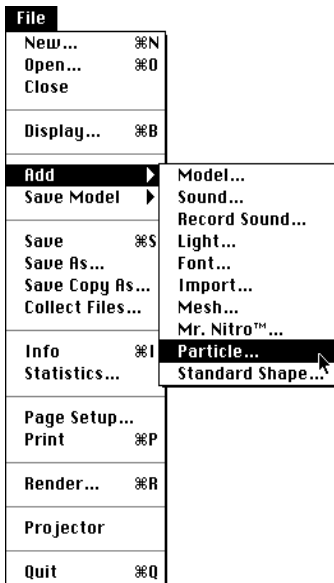 File
New... ⌘N
Open... ⌘O
Close
Display... ⌘B
Add
Save Model
Save ⌘S
Save As...
Save Copy As...
Collect Files...
Info ⌘I
Statistics...
Page Setup...
Print ⌘P
Render... ⌘R
Projector
Quit ⌘Q
Model...
Sound...
Record Sound...
Light...
Font...
Import...
Mesh...
Mr. Nitro™...
Particle...
Standard Shape...